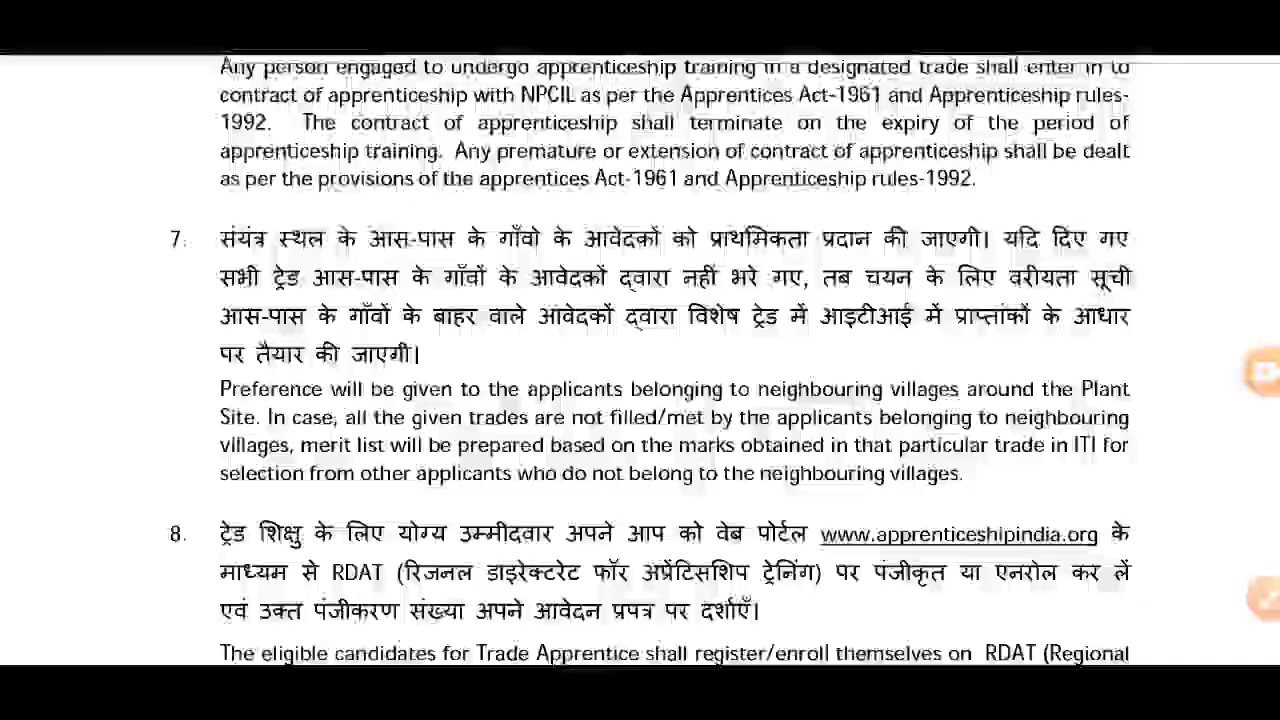 Any person engaged to undergo apprenticeship training in a designated trade shall enter in to
contract of apprenticeship with NPCIL as per the Apprentices Act-1961 and Apprenticeship rules-
1992. The contract of apprenticeship shall terminate on the expiry of the period of
apprenticeship training. Any premature or extension of contract of apprenticeship shall be dealt
as per the provisions of the apprentices Act-1961 and Apprenticeship rules-1992.
7. संयंत्र स्थल के आस-पास के गाँवो के आवेदकों को प्राथमिकता प्रदान की जाएगी। यदि दिए गए
सभी ट्रेड आस-पास के गाँवों के आवेदकों द्वारा नहीं भरे गए, तब चयन के लिए वरीयता सूची
आस-पास के गाँवों के बाहर वाले आवेदकों द्वारा विशेष ट्रेड में आइटीआई में प्राप्तांकों के आधार
पर तैयार की जाएगी।
Preference will be given to the applicants belonging to neighbouring villages around the Plant
Site. In case, all the given trades are not filled/met by the applicants belonging to neighbouring
villages, merit list will be prepared based on the marks obtained in that particular trade in ITI for
selection from other applicants who do not belong to the neighbouring villages.
8. ट्रेड शिक्षु के लिए योग्य उम्मीदवार अपने आप को वेब पोर्टल www.apprenticeshipindia.org के
माध्यम से RDAT (रिजनल डाइरेक्टरेट फॉर अप्रेंटिसशिप ट्रेनिंग) पर पंजीकृत या एनरोल कर लें
एवं उक्त पंजीकरण संख्या अपने आवेदन प्रपत्र पर दर्शाएँ।
The eligible candidates for Trade Apprentice shall register/enroll themselves on RDAT (Regional